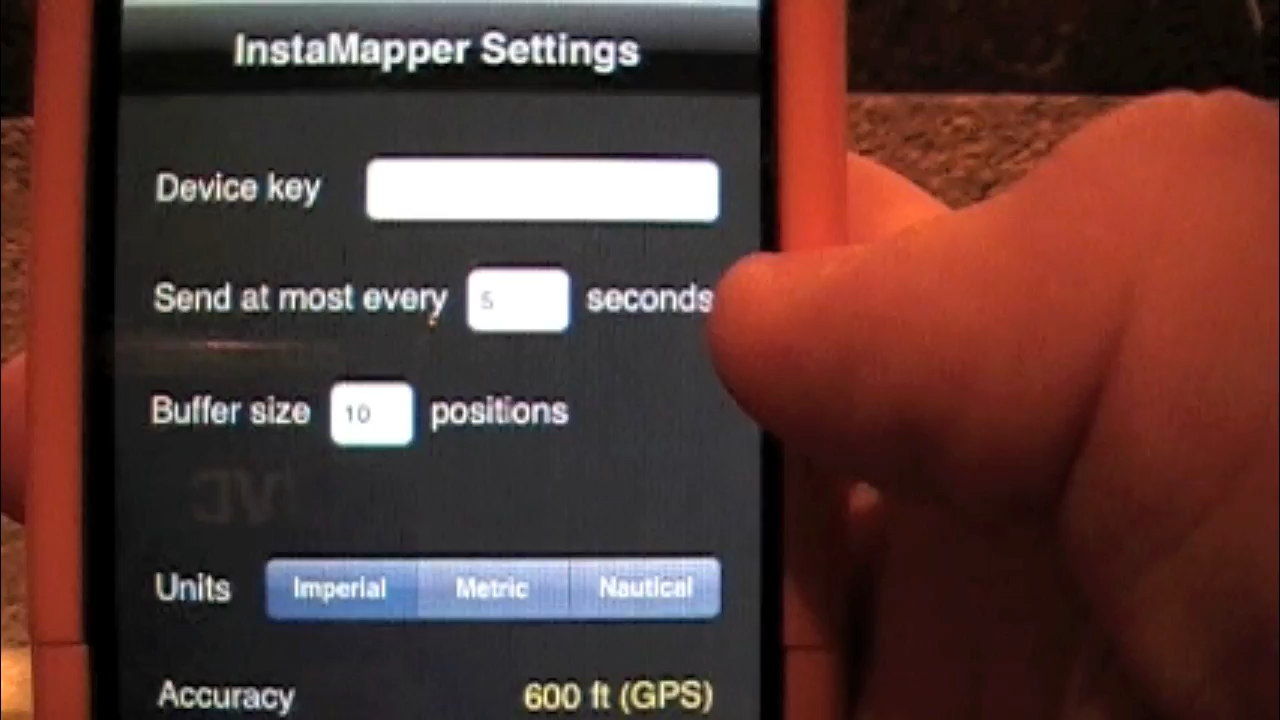 InstaMapper Settings
Device key
Send at most every 5 seconds
Buffer size 10 positions
JVC
Units Imperial Metric Nautical
Accuracy 600 ft (GPS)